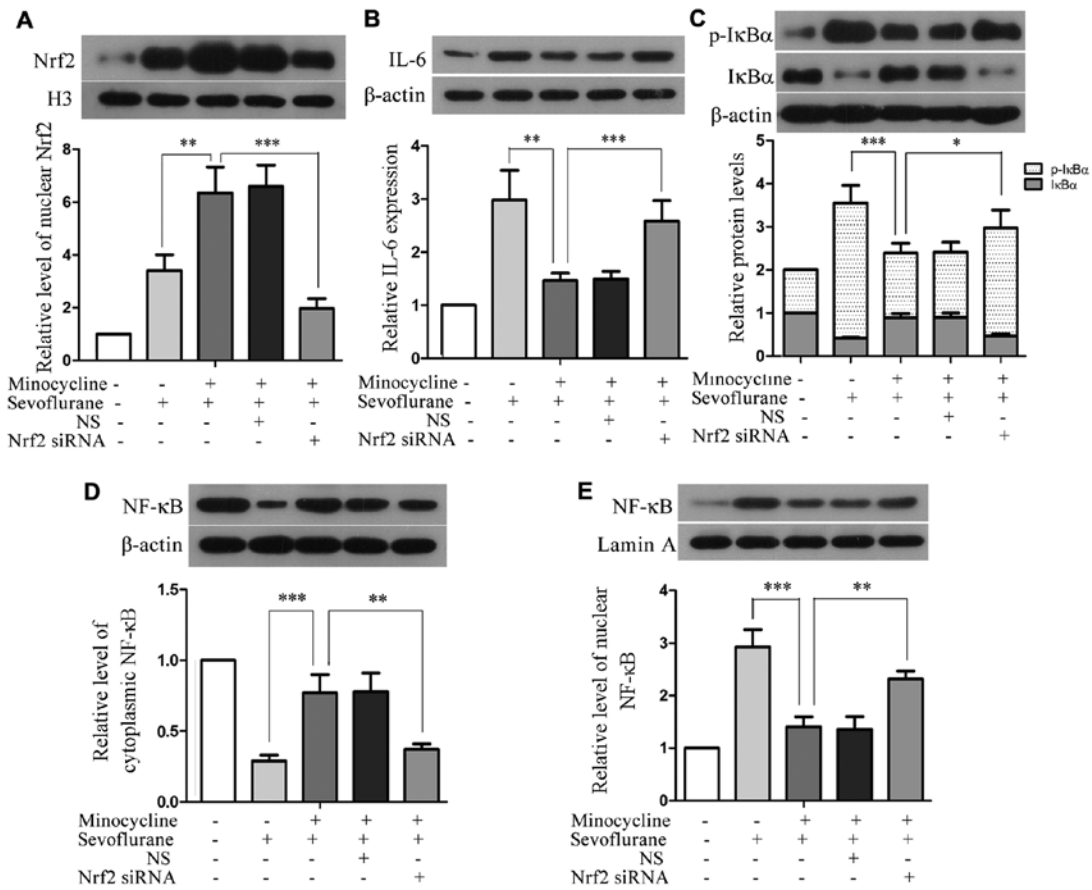 A
Nrf2
H3
Relative level of nuclear Nrf2
8
6
4
2
0
** ***
Minocycline - - + + +
Sevoflurane - + + + +
NS - - - + -
Nrf2 siRNA - - - - +
B
IL-6
β-actin
Relative IL-6 expression
4
3
2
1
0
** ***
Minocycline - - + + +
Sevoflurane - + + + +
NS - - - + -
Nrf2 siRNA - - - - +
C
p-IκBα
IκBα
β-actin
Relative protein levels
5
4
3
2
1
0
*** *
p-IκBα
IκBα
Minocycline - - + + +
Sevoflurane - + + + +
NS - - - + -
Nrf2 siRNA - - - - +
D
NF-κB
β-actin
Relative level of
cytoplasmic NF-κB
1.5
1.0
0.5
0.0
*** **
Minocycline - - + + +
Sevoflurane - + + + +
NS - - - + -
Nrf2 siRNA - - - - +
E
NF-κB
Lamin A
Relative level of nuclear
NF-κB
4
3
2
1
0
*** **
Minocycline - - + + +
Sevoflurane - + + + +
NS - - - + -
Nrf2 siRNA - - - - +